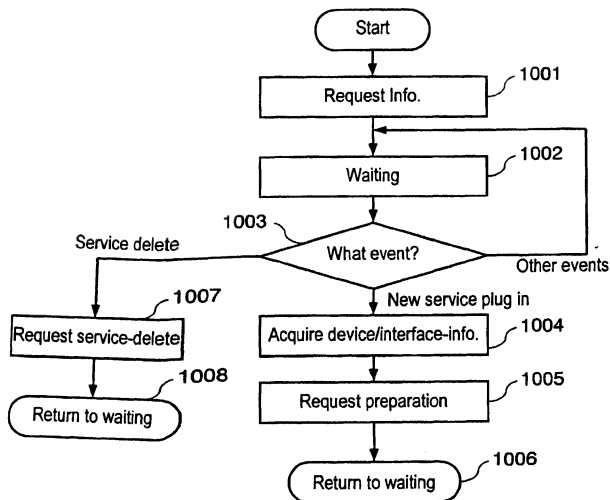 Start
1001
Request Info.
1002
Waiting
1003
What event?
Service delete
Other events
New service plug in
1007
Request service-delete
1004
Acquire device/interface-info.
1008
Return to waiting
1005
Request preparation
1006
Return to waiting